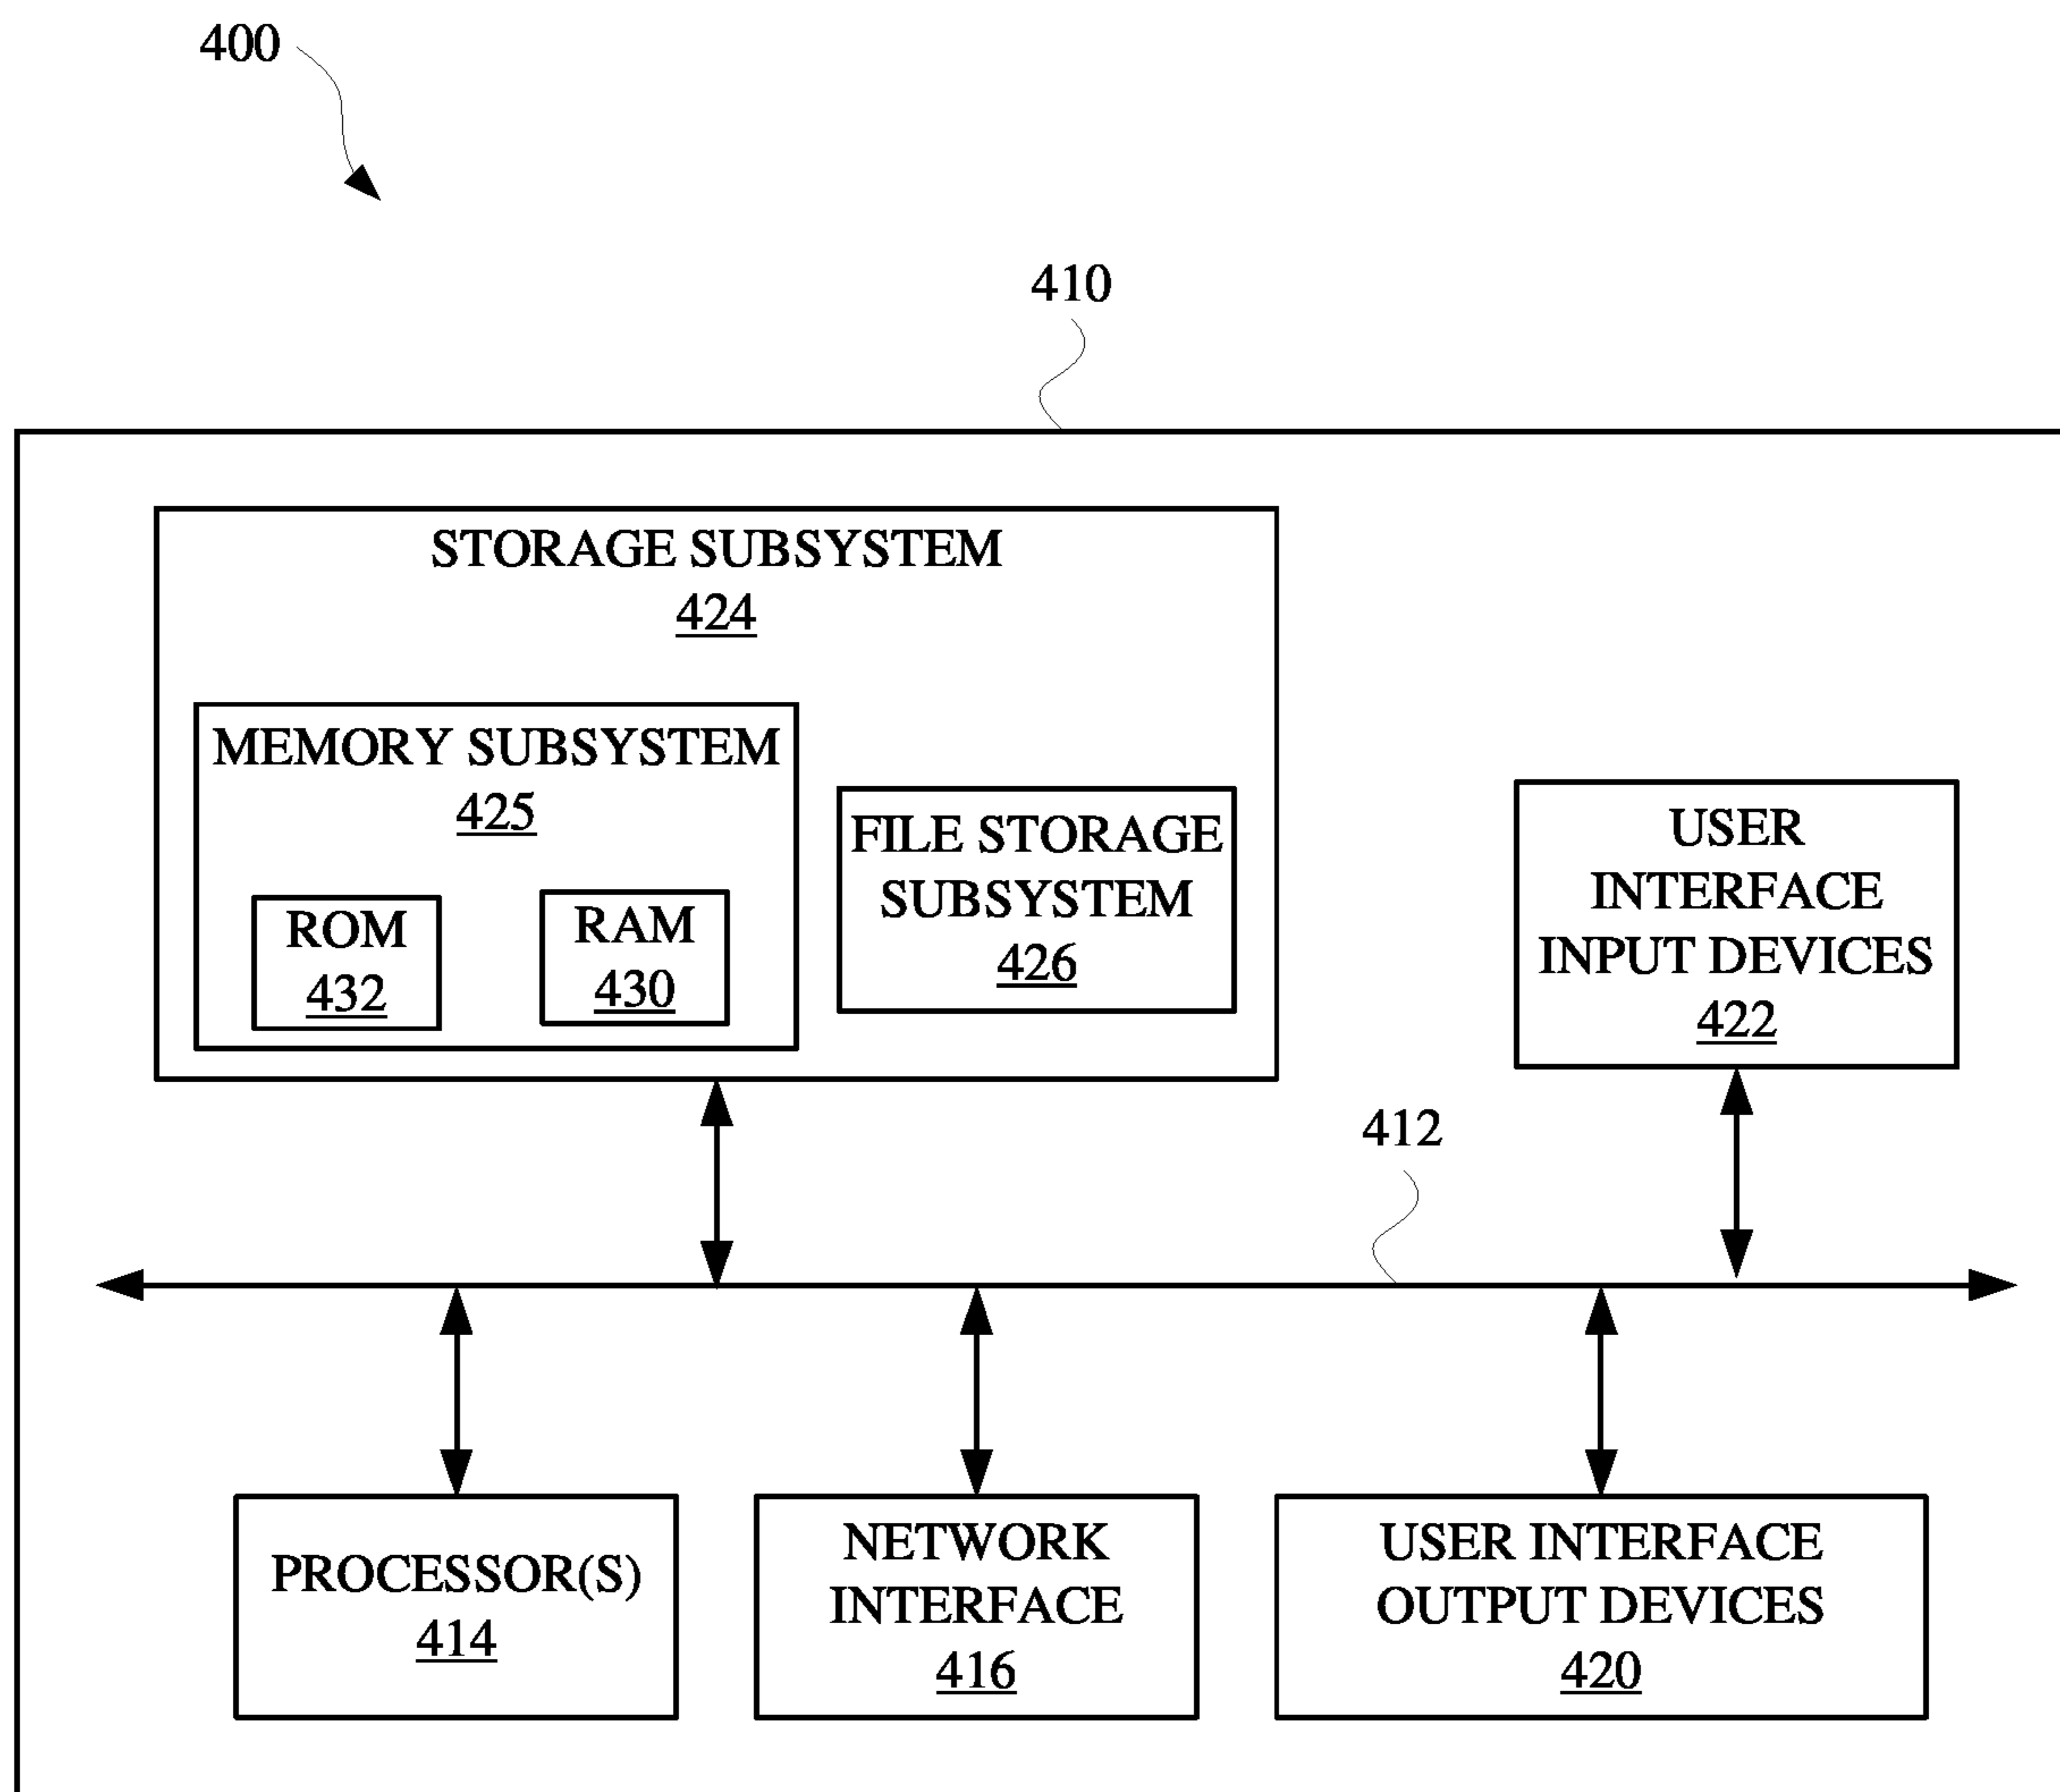 400
410
STORAGE SUBSYSTEM
424
MEMORY SUBSYSTEM
425
ROM
432
RAM
430
FILE STORAGE
SUBSYSTEM
426
USER
INTERFACE
INPUT DEVICES
422
412
PROCESSOR(S)
414
NETWORK
INTERFACE
416
USER INTERFACE
OUTPUT DEVICES
420